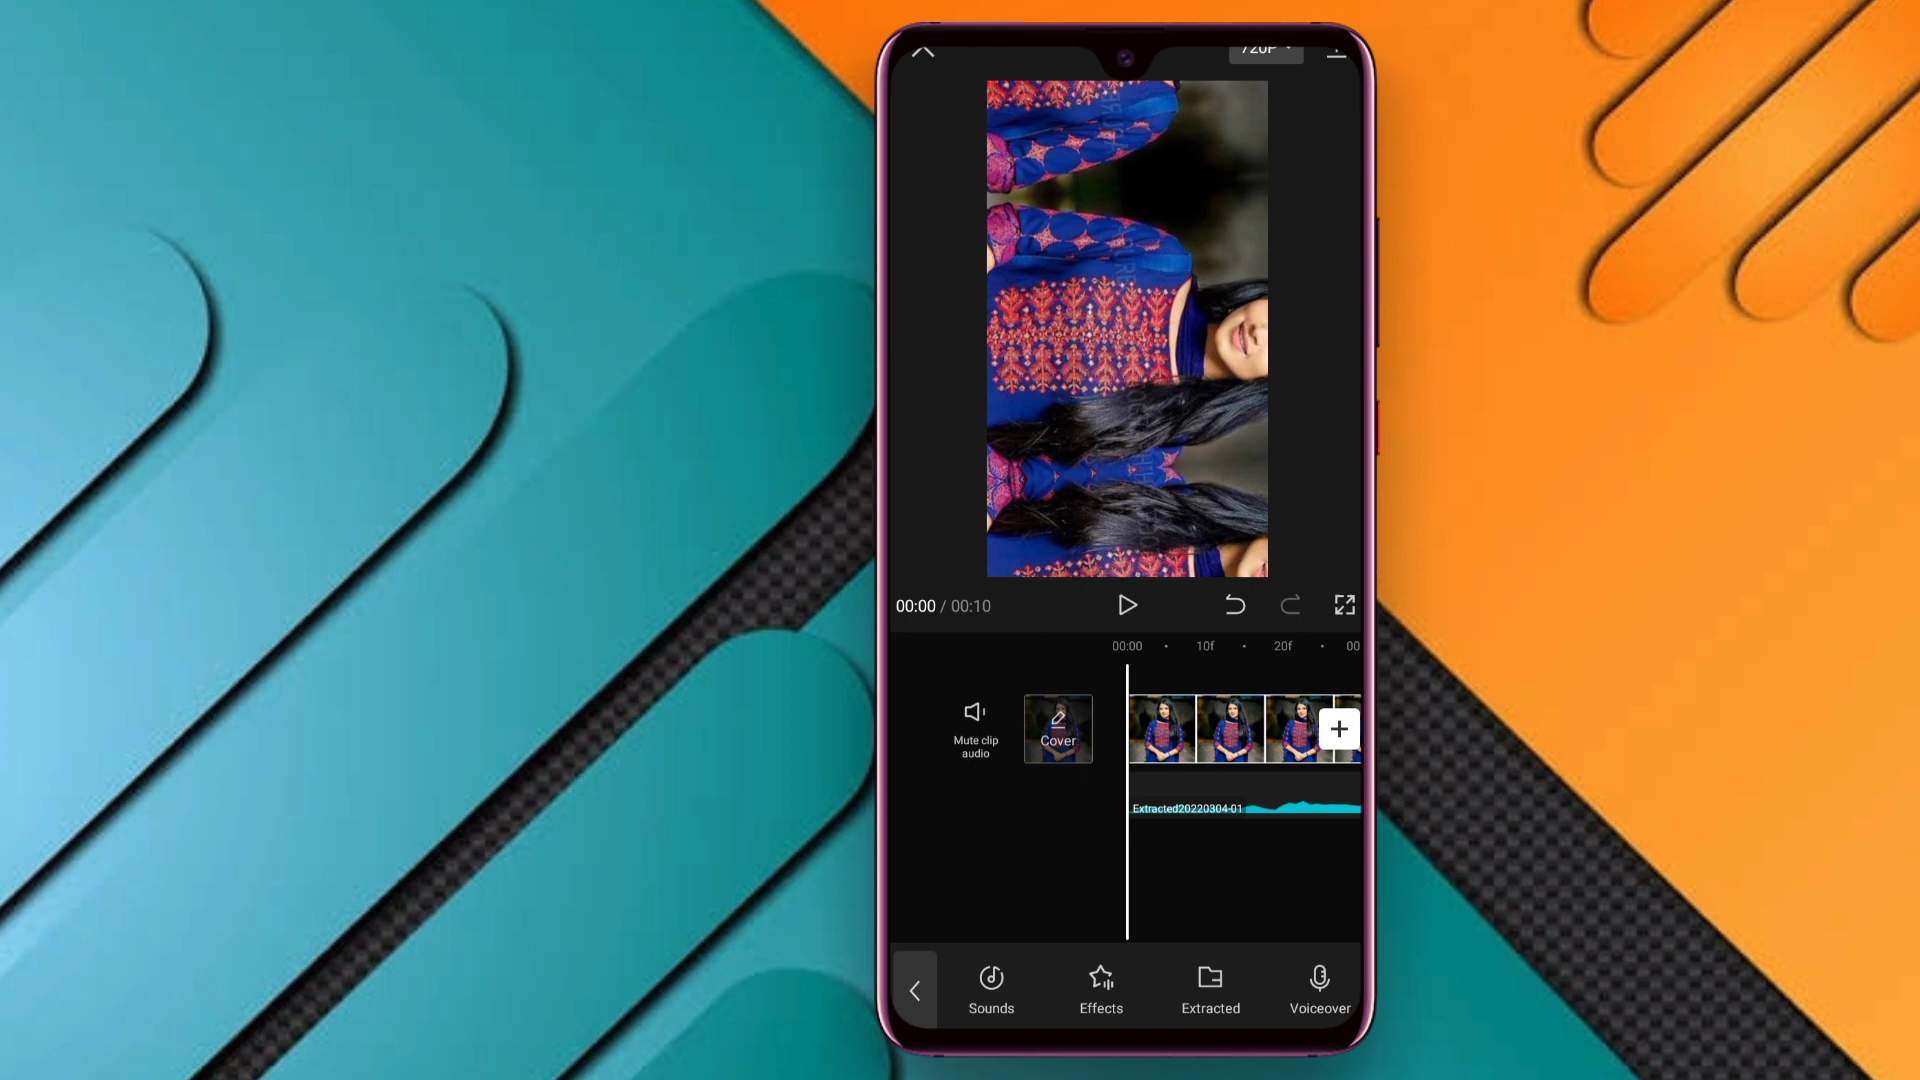 720P
00:00 / 00:10
00:00 10f 20f 00
Mute clip
audio
Cover
Extracted20220304-01
Sounds Effects Extracted Voiceover